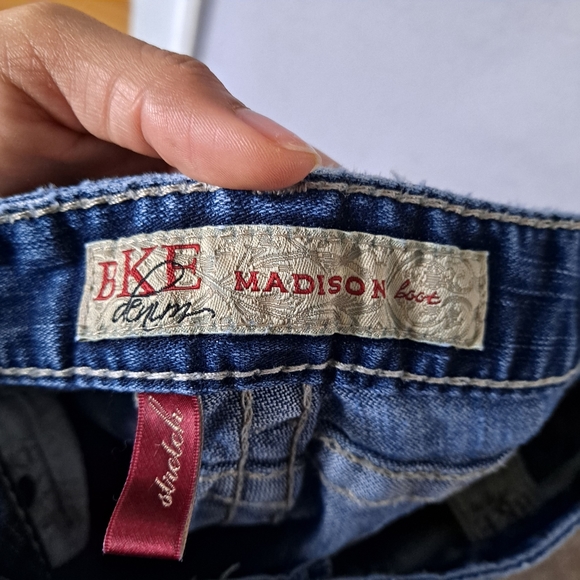 BKE MADISON boot
denim
stretch